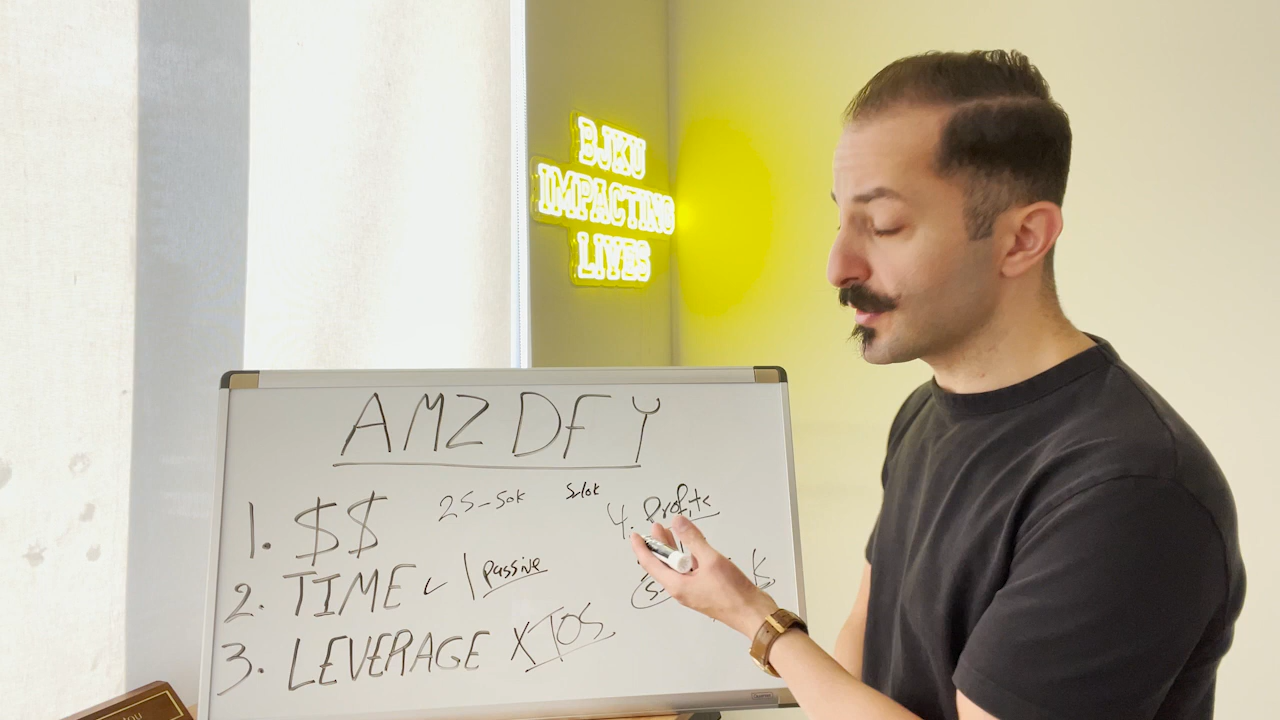 BJKU
IMPACTING
LIVES
AMZ DFY
1. $$ 25-50k 5-10k
2. TIME ✓ | passive
3. LEVERAGE X TOS
4. Profits